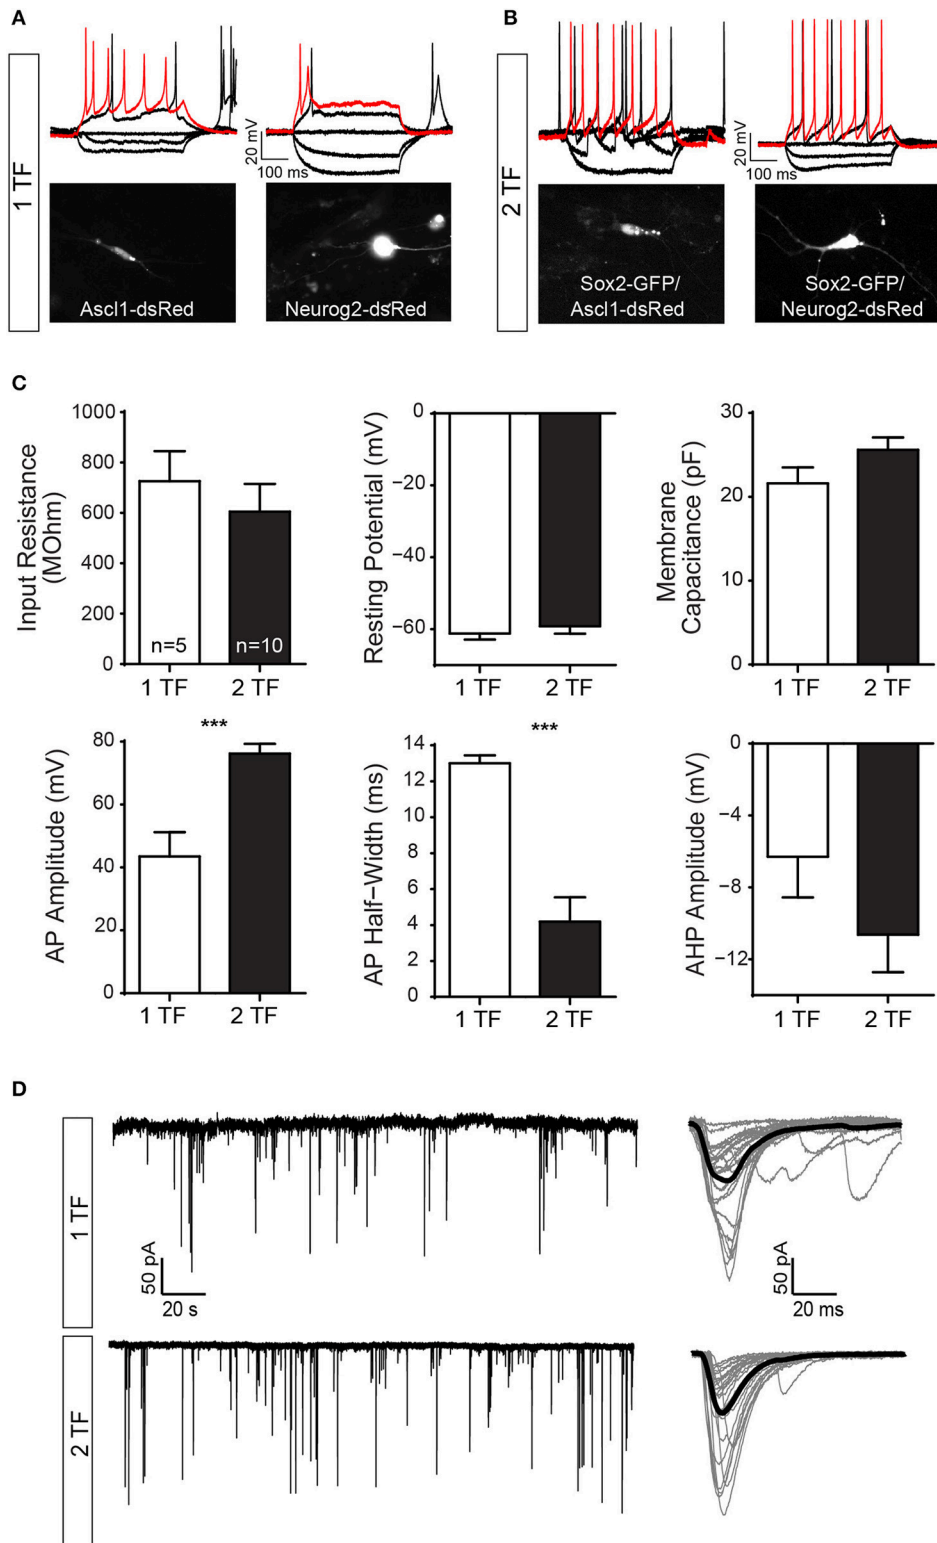 A
B
1 TF
20 mV
100 ms
Ascl1-dsRed
Neurog2-dsRed
2 TF
20 mV
100 ms
Sox2-GFP/
Ascl1-dsRed
Sox2-GFP/
Neurog2-dsRed
C
Input Resistance
(MOhm)
1000
800
600
400
200
0
n=5
n=10
1 TF
2 TF
Resting Potential (mV)
0
−20
−40
−60
1 TF
2 TF
Membrane
Capacitance (pF)
30
20
10
0
1 TF
2 TF
AP Amplitude (mV)
80
60
40
20
0
***
1 TF
2 TF
AP Half−Width (ms)
14
12
10
8
6
4
2
0
***
1 TF
2 TF
AHP Amplitude (mV)
0
−4
−8
−12
1 TF
2 TF
D
1 TF
50 pA
20 s
50 pA
20 ms
2 TF